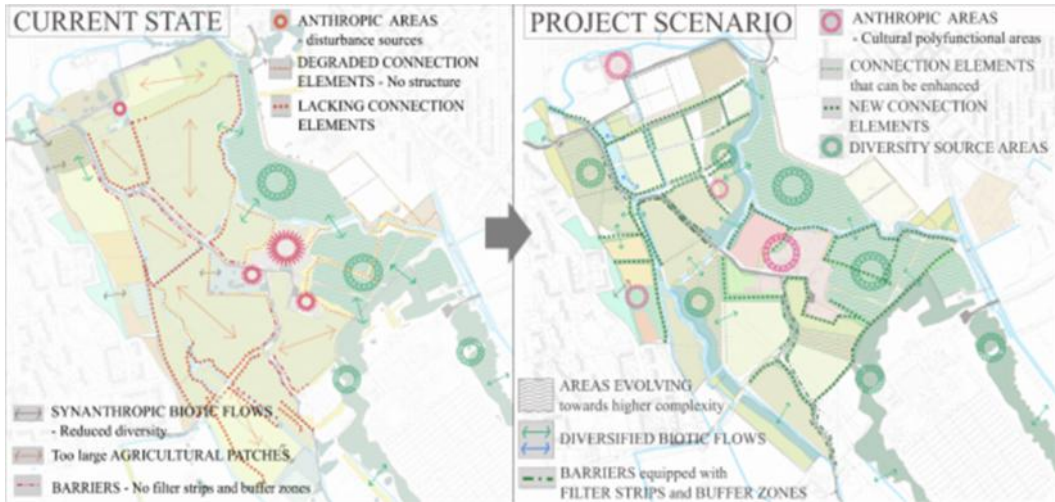 CURRENT STATE
ANTHROPIC AREAS
- disturbance sources
DEGRADED CONNECTION
ELEMENTS - No structure
LACKING CONNECTION
ELEMENTS
SYNANTHROPIC BIOTIC FLOWS
- Reduced diversity
Too large AGRICULTURAL PATCHES
BARRIERS - No filter strips and buffer zones
PROJECT SCENARIO
ANTHROPIC AREAS
- Cultural polyfunctional areas
CONNECTION ELEMENTS
that can be enhanced
NEW CONNECTION
ELEMENTS
DIVERSITY SOURCE AREAS
AREAS EVOLVING
towards higher complexity
DIVERSIFIED BIOTIC FLOWS
BARRIERS equipped with
FILTER STRIPS and BUFFER ZONES